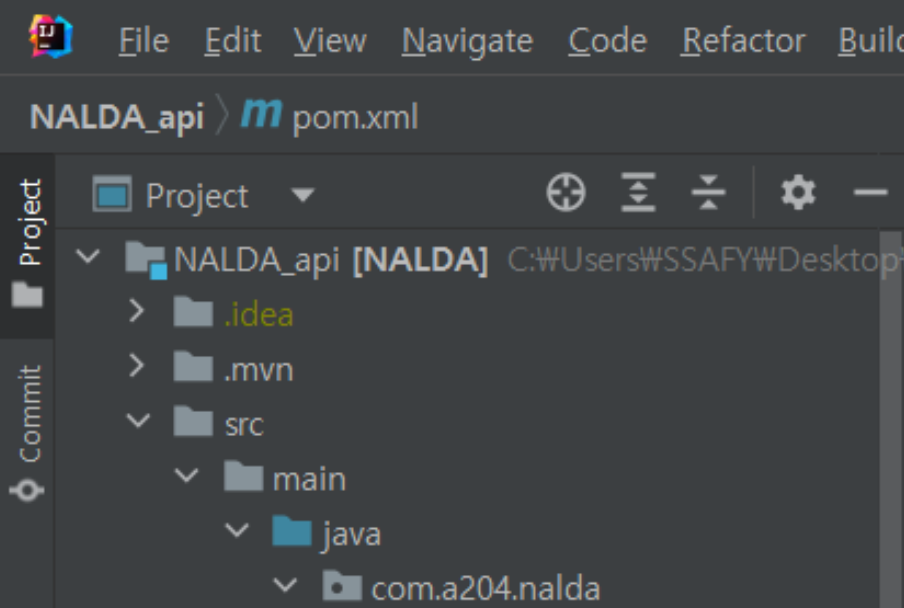 File Edit View Navigate Code Refactor
NALDA_api pom.xml
Project
Project
Commit
NALDA_api [NALDA] C:₩Users₩SSAFY₩Desktop
.idea
.mvn
src
main
java
com.a204.nalda